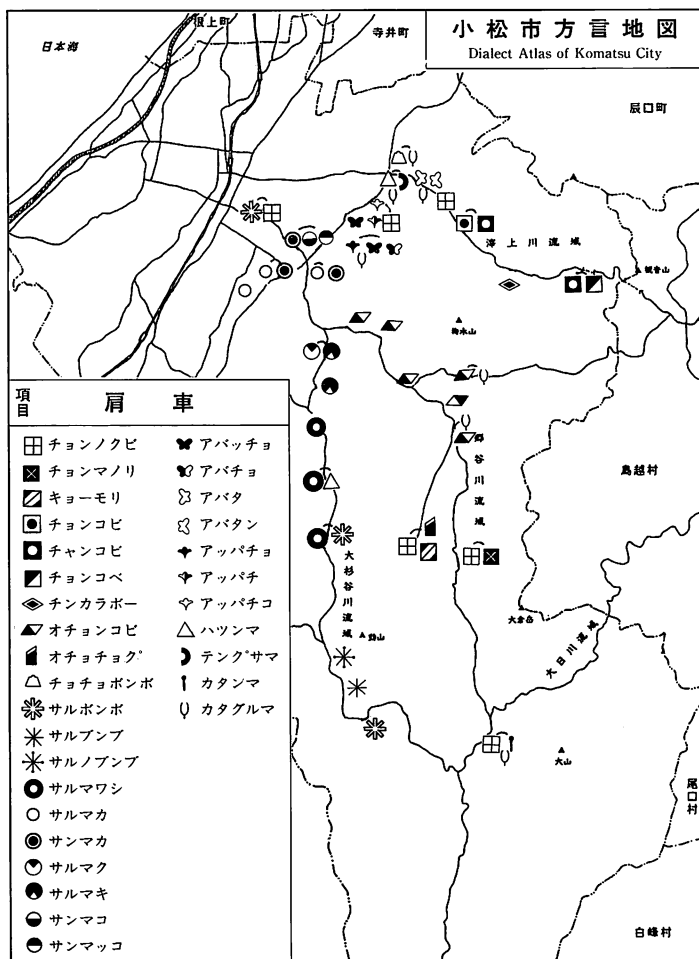 小松市方言地図
Dialect Atlas of Komatsu City
日本海
根上町
寺井町
辰口町
滓上川流域
観音山
鳥越村
郷谷川流域
大杉谷川流域
大倉岳
大日川流域
大山
尾口村
白峰村
項目
肩車
チョンノクビ
チョンマノリ
キョーモリ
チョンコビ
チャンコビ
チョンコベ
チンカラボー
オチョンコビ
オチョチョグ゚
チョチョボンボ
サルボンボ
サルブンブ
サルノブンブ
サルマワシ
サルマカ
サンマカ
サルマク
サルマキ
サンマコ
サンマッコ
アバッチョ
アバチョ
アバタ
アバタン
アッパチョ
アッパチ
アッパチコ
ハツンマ
テング゚サマ
カタンマ
カタグルマ